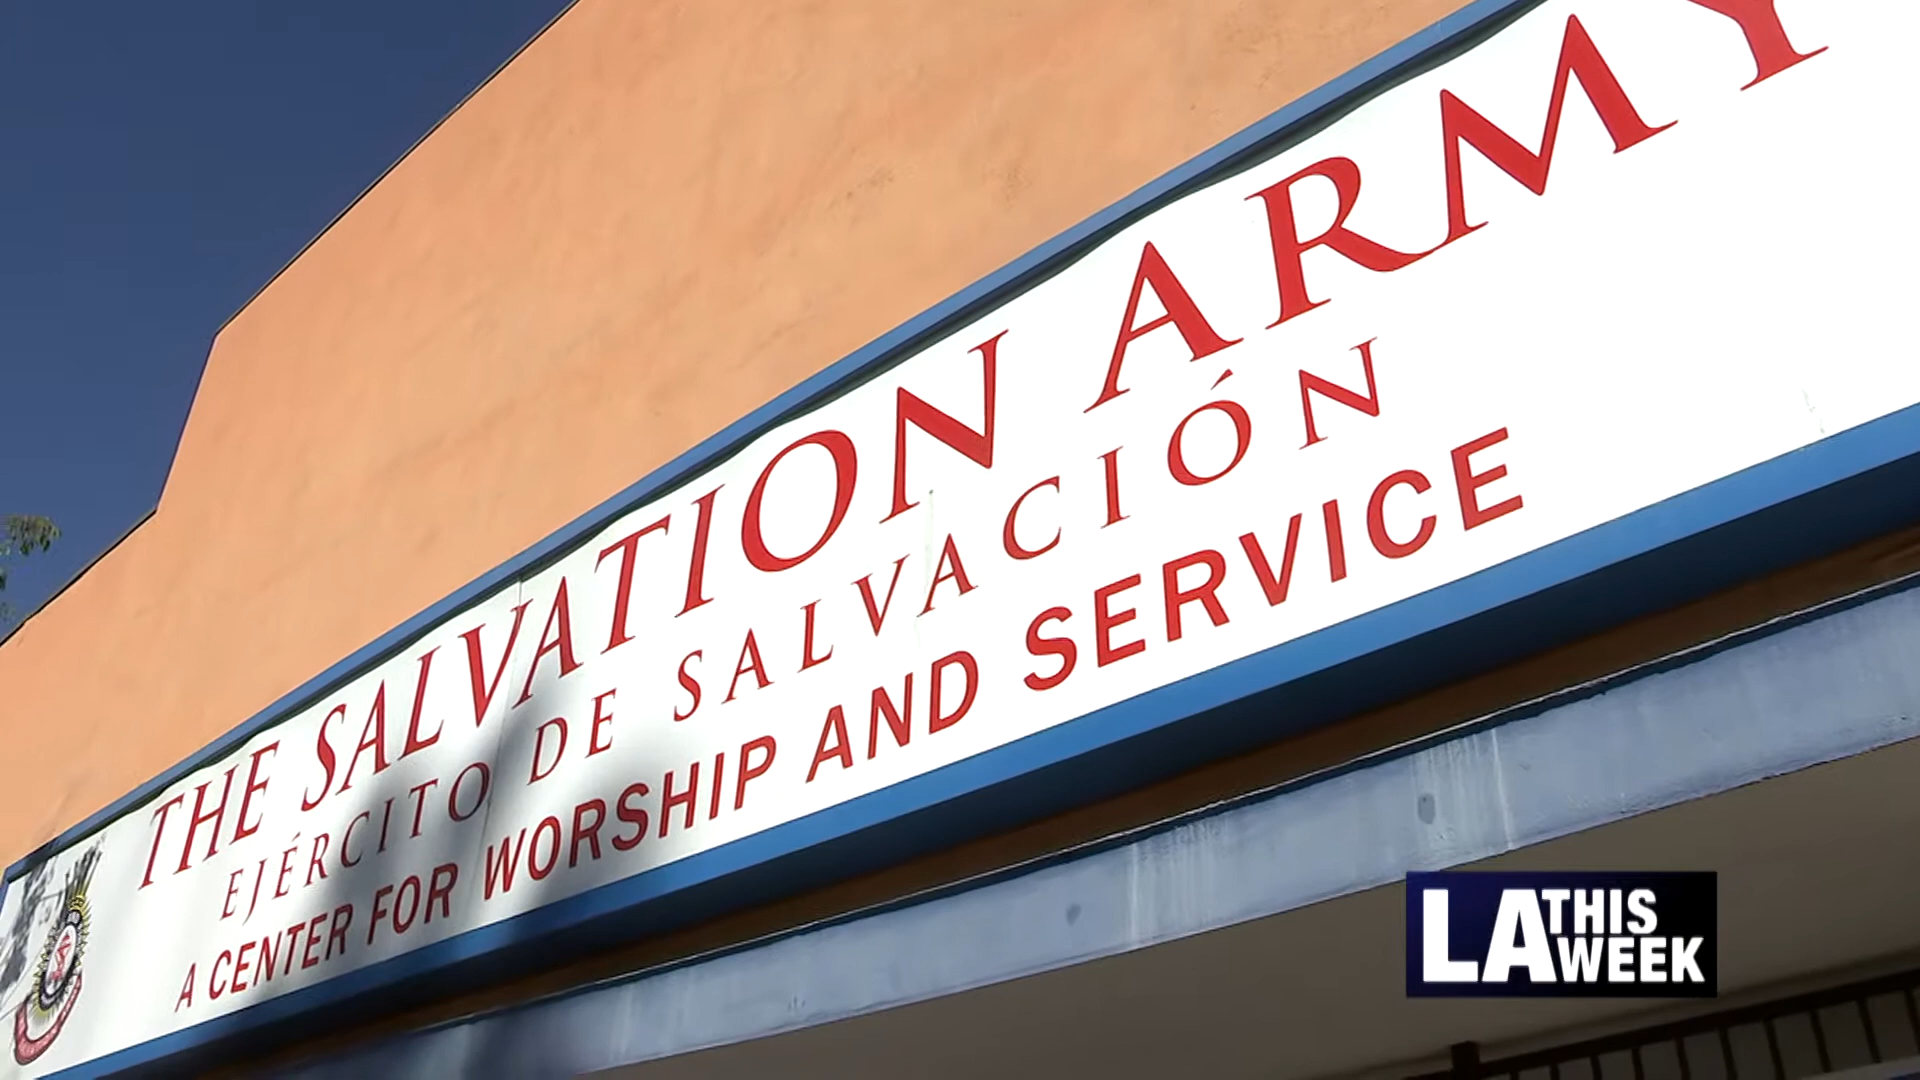 THE SALVATION ARMY
EJÉRCITO DE SALVACIÓN
A CENTER FOR WORSHIP AND SERVICE
LA THIS WEEK